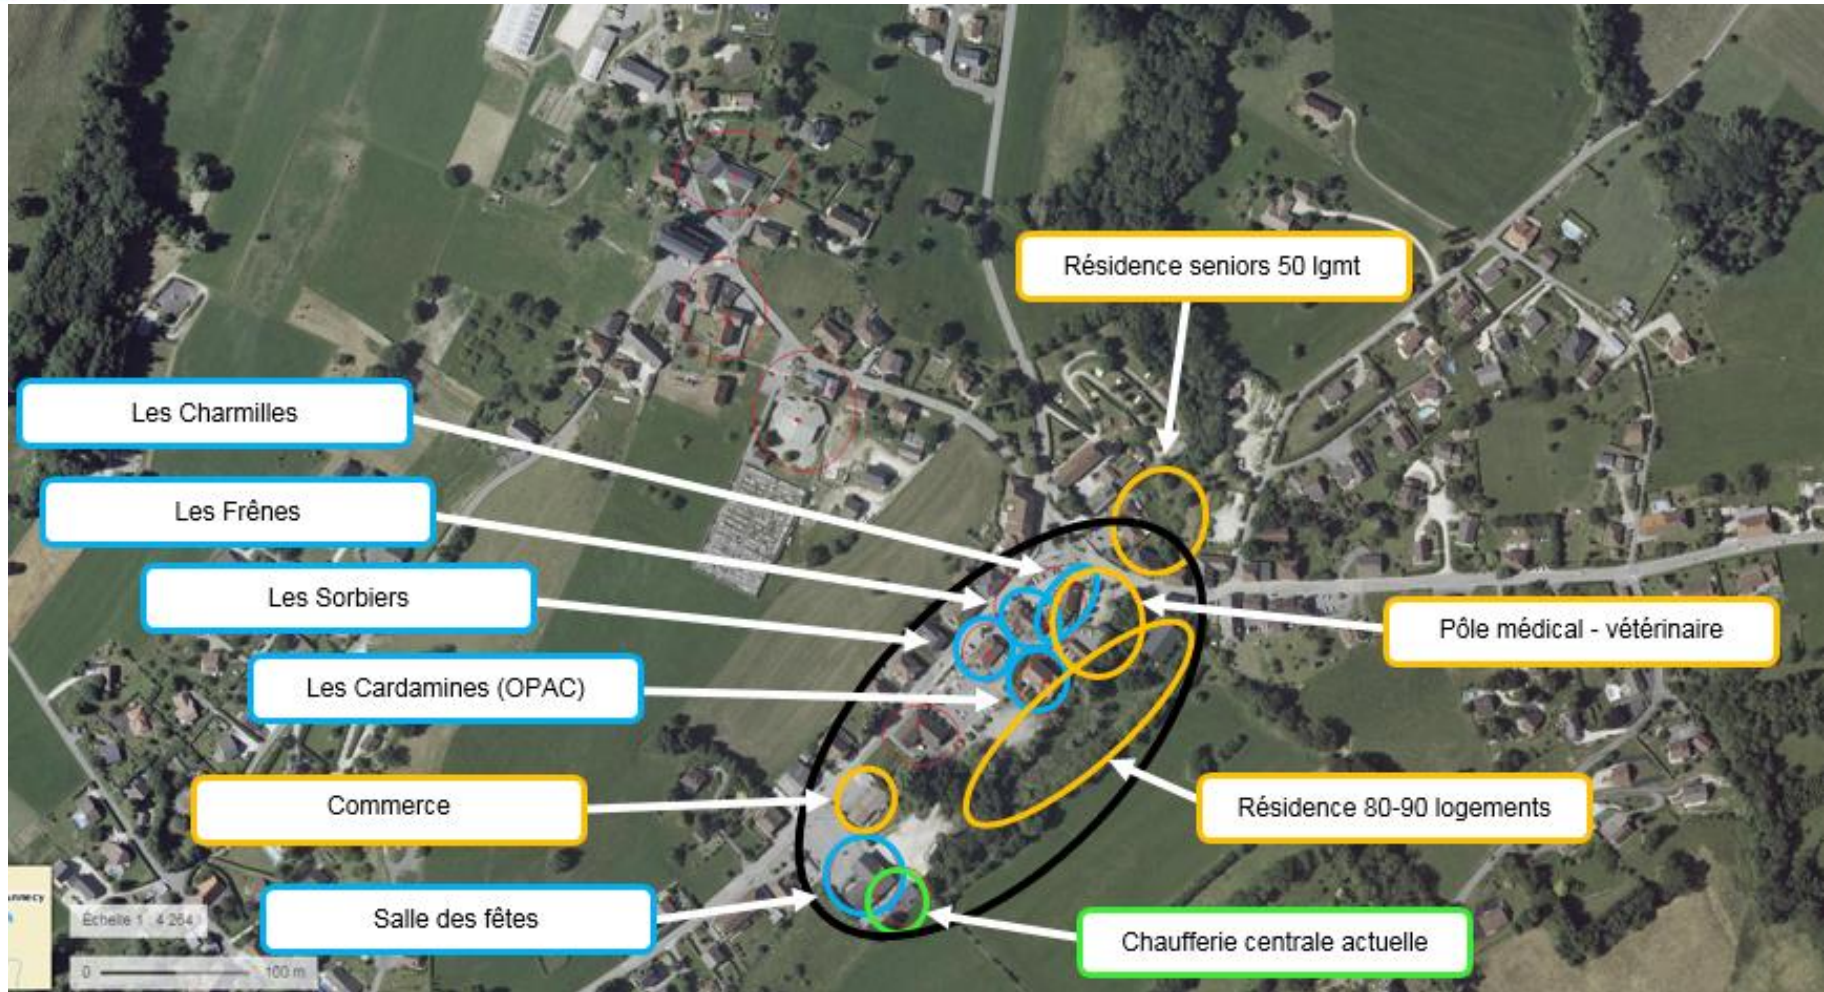 Résidence seniors 50 lgmt
Les Charmilles
Les Frênes
Les Sorbiers
Pôle médical - vétérinaire
Les Cardamines (OPAC)
Commerce
Résidence 80-90 logements
Salle des fêtes
Chaufferie centrale actuelle
Échelle 1 : 4 264
0 100 m